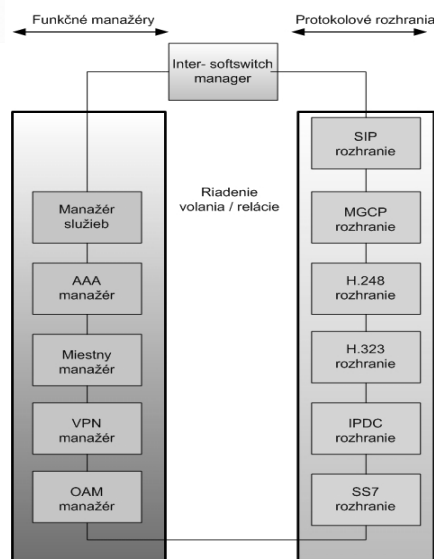 Funkčné manažéry
Protokolové rozhrania
Inter- softswitch
manager
Riadenie
volania / relácie
Manažér
služieb
AAA
manažér
Miestny
manažér
VPN
manažér
OAM
manažér
SIP
rozhranie
MGCP
rozhranie
H.248
rozhranie
H.323
rozhranie
IPDC
rozhranie
SS7
rozhranie